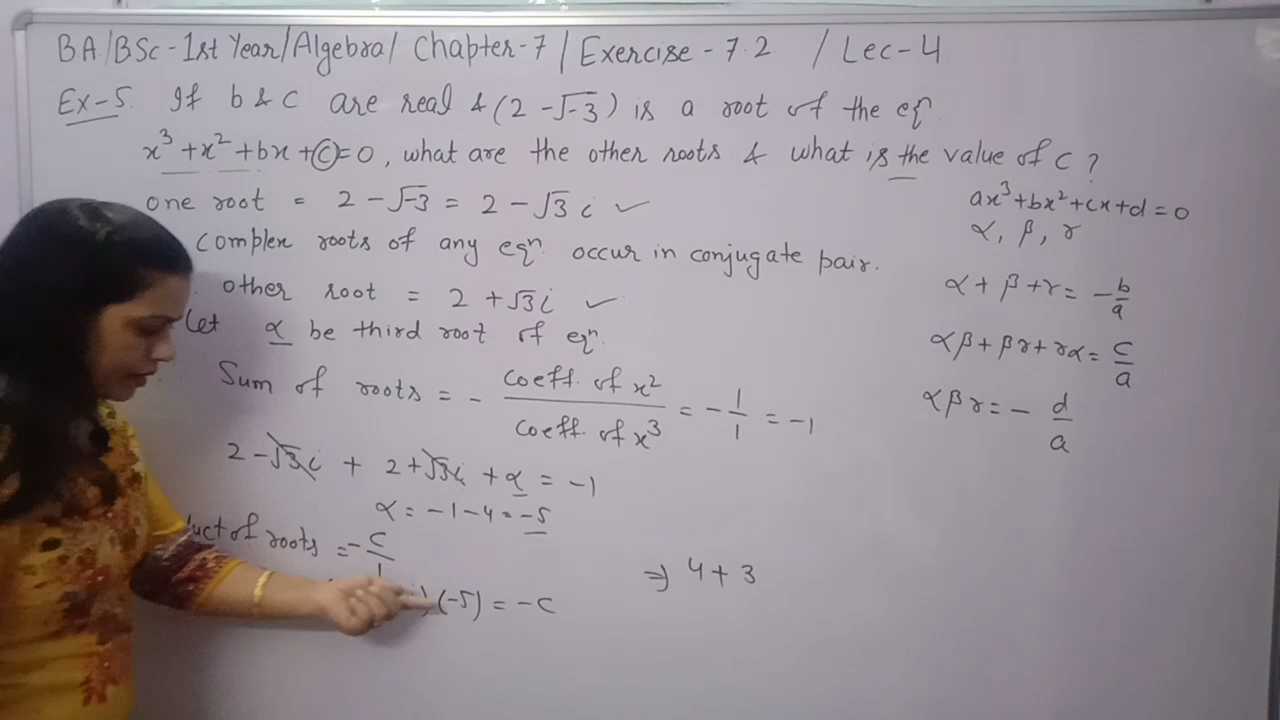 BA/BSc-1st Year/Algebra/ Chapter-7/ Exercise-7.2 / Lec-4
Ex-5. If b & c are real & (2 - √-3) is a root of the eqn.
x³ + x² + bx + c = 0, what are the other roots & what is the value of c?
one root = 2 - √-3 = 2 - √3 i ✓
complex roots of any eqn occur in conjugate pair.
other root = 2 + √3i ✓
Let α be third root of eqn.
Sum of roots = - coeff. of x² / coeff. of x³ = - 1/1 = -1
2 - √3i + 2 + √3i + α = -1
α = -1 - 4 = -5
of roots = - c/1
)(-5) = -c
⇒ 4 + 3
ax³ + bx² + cx + d = 0
α, β, γ
α + β + γ = - b/a
αβ + βγ + γα = c/a
αβγ = - d/a